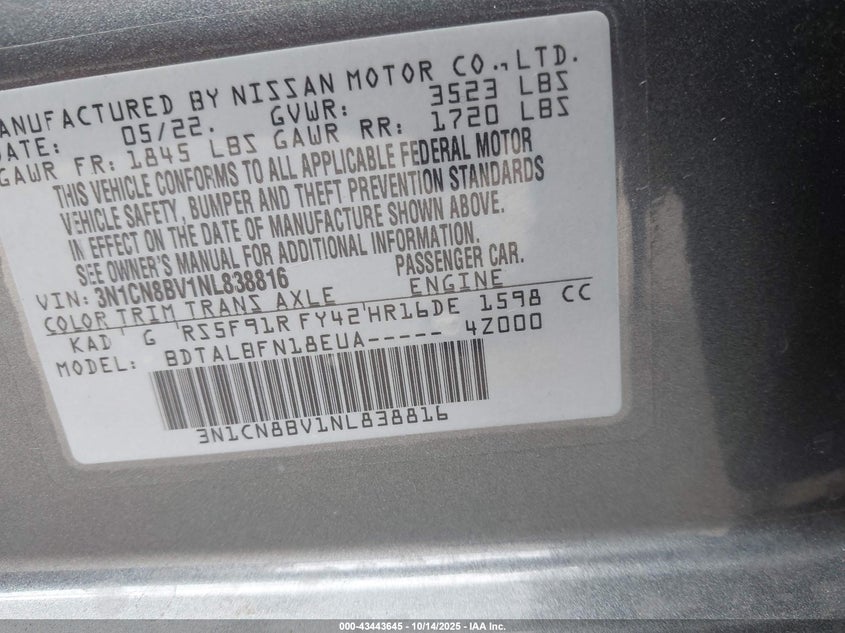 ANUFACTURED BY NISSAN MOTOR CO., LTD.
DATE: 05/22. GVWR: 3523 LBS
GAWR FR: 1845 LBS GAWR RR: 1720 LBS
THIS VEHICLE CONFORMS TO ALL APPLICABLE FEDERAL MOTOR
VEHICLE SAFETY, BUMPER AND THEFT PREVENTION STANDARDS
IN EFFECT ON THE DATE OF MANUFACTURE SHOWN ABOVE.
SEE OWNER'S MANUAL FOR ADDITIONAL INFORMATION.
VIN: 3N1CN8BV1NL838816 PASSENGER CAR.
COLOR TRIM TRANS AXLE ENGINE
KAD G RS5F91R FY42 HR16DE 1598 CC
MODEL: BDTALBFN18EUA----- 4Z000
3N1CN8BV1NL838816
000-43443645 - 10/14/2025 - IAA Inc.